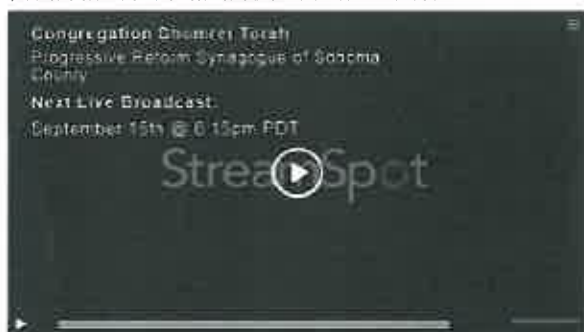 Congregation Shomrei Torah
Progressive Reform Synagogue of Sonoma
County
Next Live Broadcast:
September 15th @ 6:15pm PDT
StreamSpot